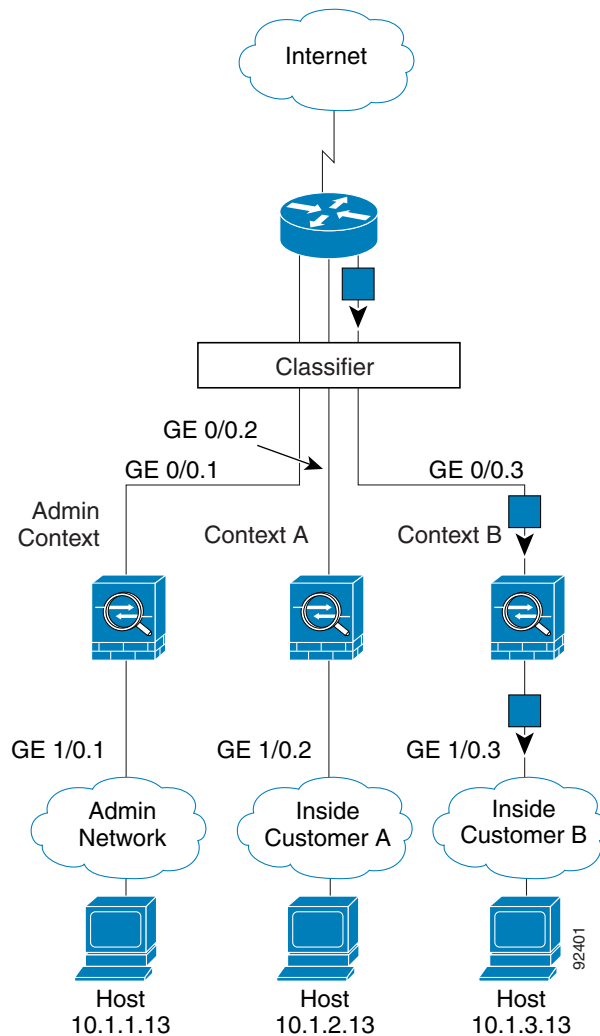 Internet
Classifier
GE 0/0.2
GE 0/0.1
GE 0/0.3
Admin
Context
Context A
Context B
GE 1/0.1
GE 1/0.2
GE 1/0.3
Admin
Network
Inside
Customer A
Inside
Customer B
92401
Host
10.1.1.13
Host
10.1.2.13
Host
10.1.3.13